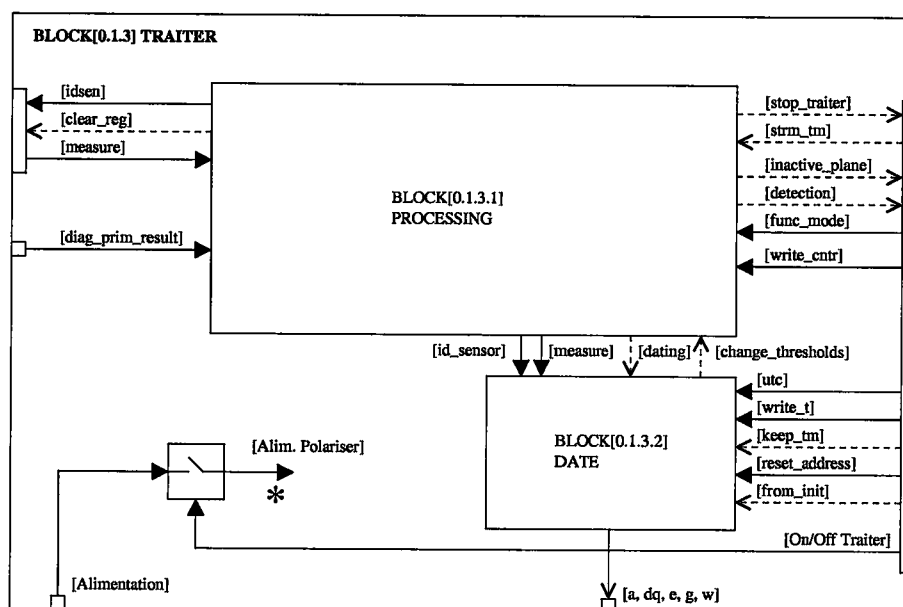 BLOCK[0.1.3] TRAITER
[idsen]
[clear_reg]
[measure]
[diag_prim_result]
BLOCK[0.1.3.1]
PROCESSING
[stop_traiter]
[strm_tm]
[inactive_plane]
[detection]
[func_mode]
[write_cntr]
[id_sensor] [measure] [dating] [change_thresholds]
BLOCK[0.1.3.2]
DATE
[utc]
[write_t]
[keep_tm]
[reset_address]
[from_init]
[Alim. Polariser]
*
[On/Off Traiter]
[Alimentation]
[a, dq, e, g, w]